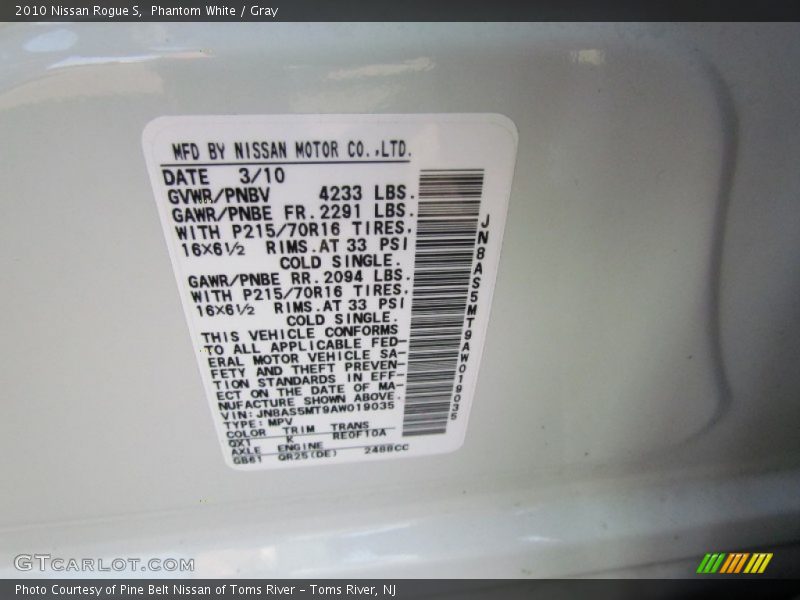 2010 Nissan Rogue S, Phantom White / Gray
MFD BY NISSAN MOTOR CO.,LTD.
DATE 3/10
GVWR/PNBV 4233 LBS.
GAWR/PNBE FR.2291 LBS.
WITH P215/70R16 TIRES,
16X6½ RIMS.AT 33 PSI
COLD SINGLE.
GAWR/PNBE RR.2094 LBS.
WITH P215/70R16 TIRES.
16X6½ RIMS.AT 33 PSI
COLD SINGLE.
THIS VEHICLE CONFORMS
TO ALL APPLICABLE FED-
ERAL MOTOR VEHICLE SA-
FETY AND THEFT PREVEN-
TION STANDARDS IN EFF-
ECT ON THE DATE OF MA-
NUFACTURE SHOWN ABOVE.
VIN:JN8AS5MT9AW019035
TYPE:MPV
COLOR TRIM TRANS
QX1 K RE0F10A
AXLE ENGINE
GB61 QR25(DE) 2488CC
JN8AS5MT9AW019035
GTCARLOT.COM
Photo Courtesy of Pine Belt Nissan of Toms River – Toms River, NJ